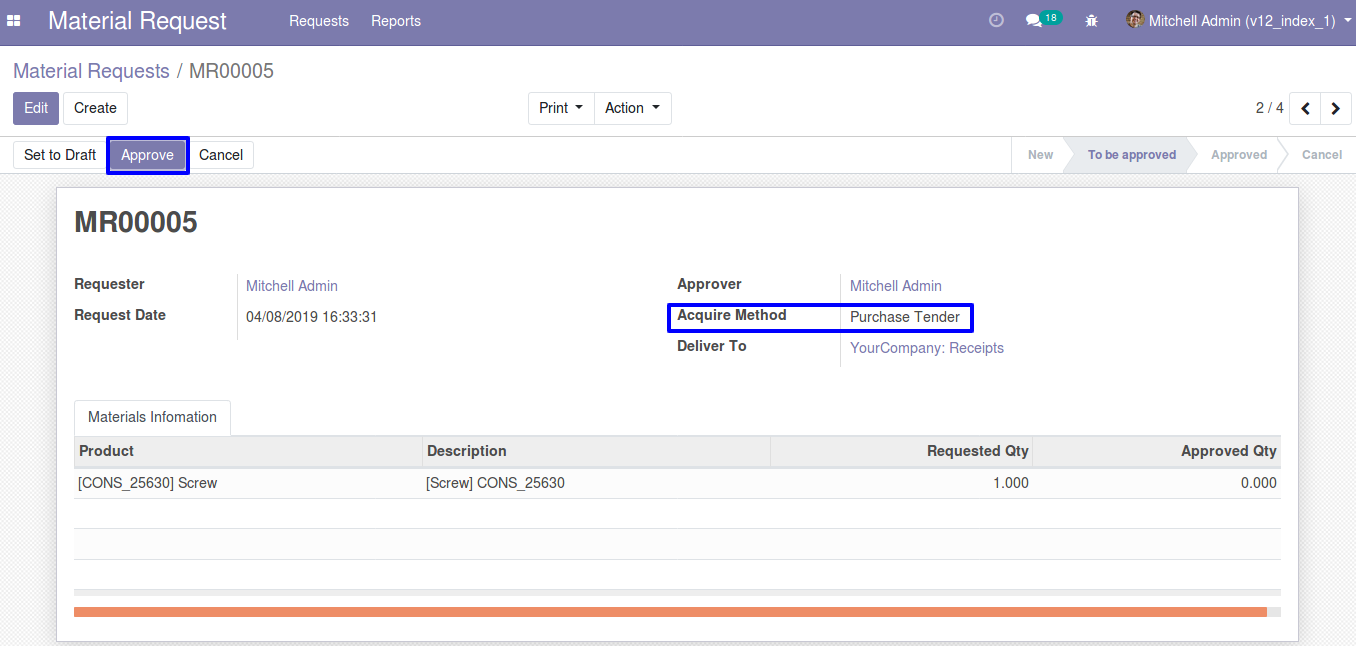 Material Request Requests Reports 18 Mitchell Admin (v12_index_1)
Material Requests / MR00005
Edit Create Print Action 2 / 4
Set to Draft Approve Cancel New To be approved Approved Cancel
MR00005
Requester Mitchell Admin Approver Mitchell Admin
Request Date 04/08/2019 16:33:31 Acquire Method Purchase Tender
Deliver To YourCompany: Receipts
Materials Infomation
Product Description Requested Qty Approved Qty
[CONS_25630] Screw [Screw] CONS_25630 1.000 0.000